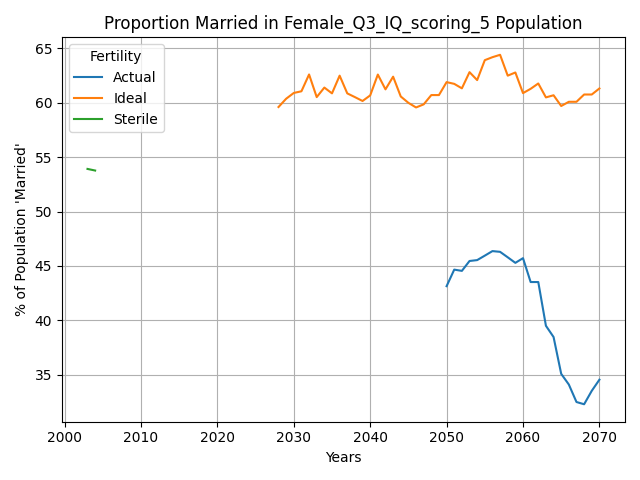 Proportion Married in Female_Q3_IQ_scoring_5 Population
% of Population 'Married'
65
60
55
50
45
40
35
Fertility
Actual
Ideal
Sterile
2000 2010 2020 2030 2040 2050 2060 2070
Years